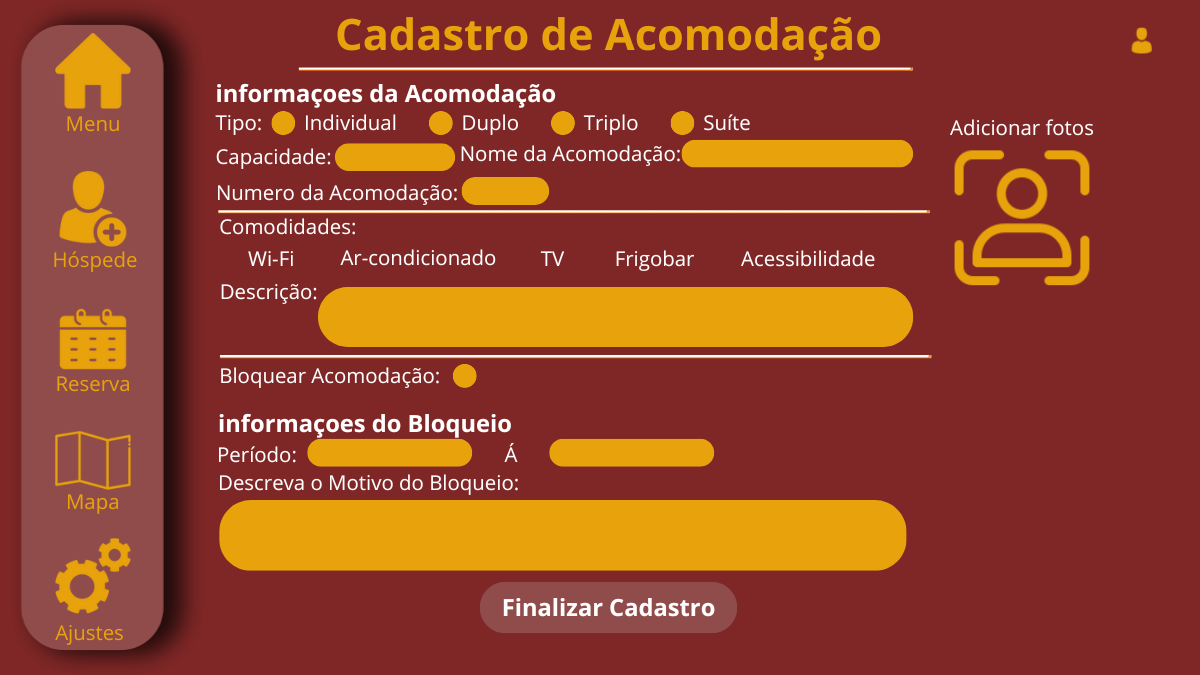 Cadastro de Acomodação
Menu
Hóspede
Reserva
Mapa
Ajustes
informaçoes da Acomodação
Tipo: Individual Duplo Triplo Suíte
Capacidade: Nome da Acomodação:
Numero da Acomodação:
Adicionar fotos
Comodidades:
Wi-Fi Ar-condicionado TV Frigobar Acessibilidade
Descrição:
Bloquear Acomodação:
informaçoes do Bloqueio
Período: Á
Descreva o Motivo do Bloqueio:
Finalizar Cadastro